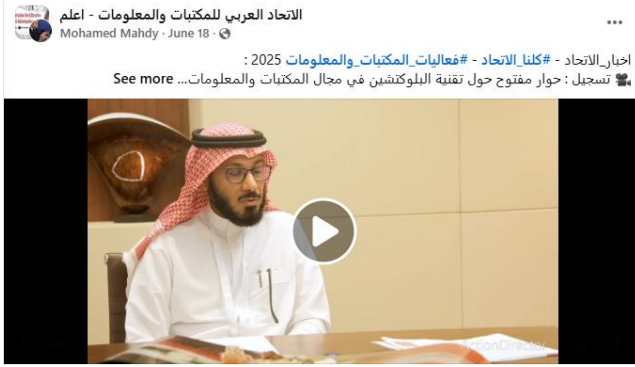 الاتحاد العربي للمكتبات والمعلومات - اعلم
Mohamed Mahdy · June 18 ·
اخبار_الاتحاد - #كلنا_الاتحاد - #فعاليات_المكتبات_والمعلومات 2025 :
تسجيل : حوار مفتوح حول تقنية البلوكتشين في مجال المكتبات والمعلومات... See more
ActionDirector